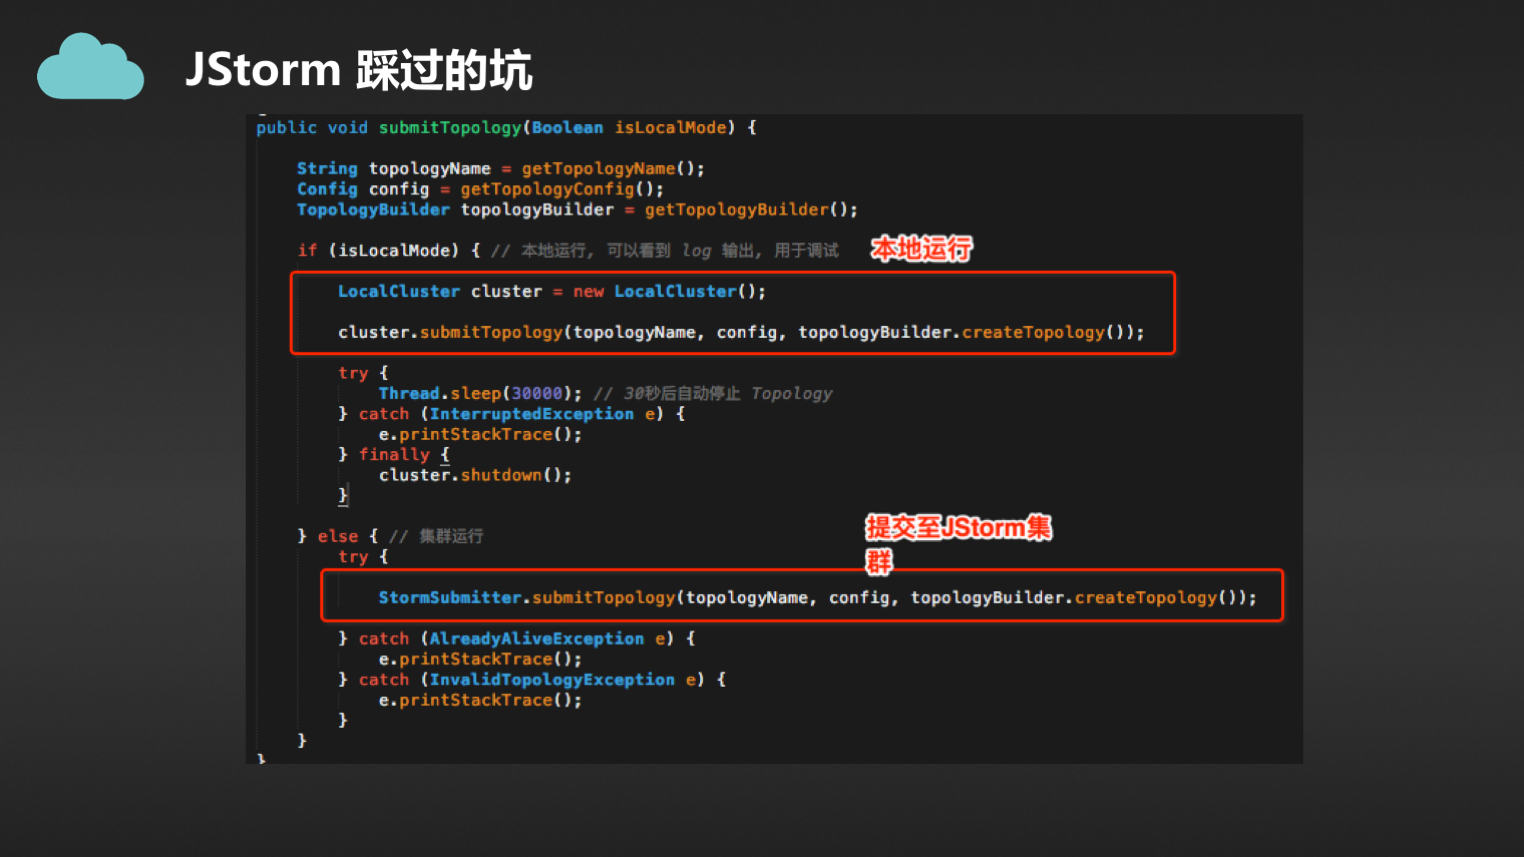 JStorm 踩过的坑
public void submitTopology(Boolean isLocalMode) {
String topologyName = getTopologyName();
Config config = getTopologyConfig();
TopologyBuilder topologyBuilder = getTopologyBuilder();
if (isLocalMode) { // 本地运行, 可以看到 log 输出, 用于调试
本地运行
LocalCluster cluster = new LocalCluster();
cluster.submitTopology(topologyName, config, topologyBuilder.createTopology());
try {
Thread.sleep(30000); // 30秒后自动停止 Topology
} catch (InterruptedException e) {
e.printStackTrace();
} finally {
cluster.shutdown();
}
} else { // 集群运行
提交至JStorm集
群
try {
StormSubmitter.submitTopology(topologyName, config, topologyBuilder.createTopology());
} catch (AlreadyAliveException e) {
e.printStackTrace();
} catch (InvalidTopologyException e) {
e.printStackTrace();
}
}
}